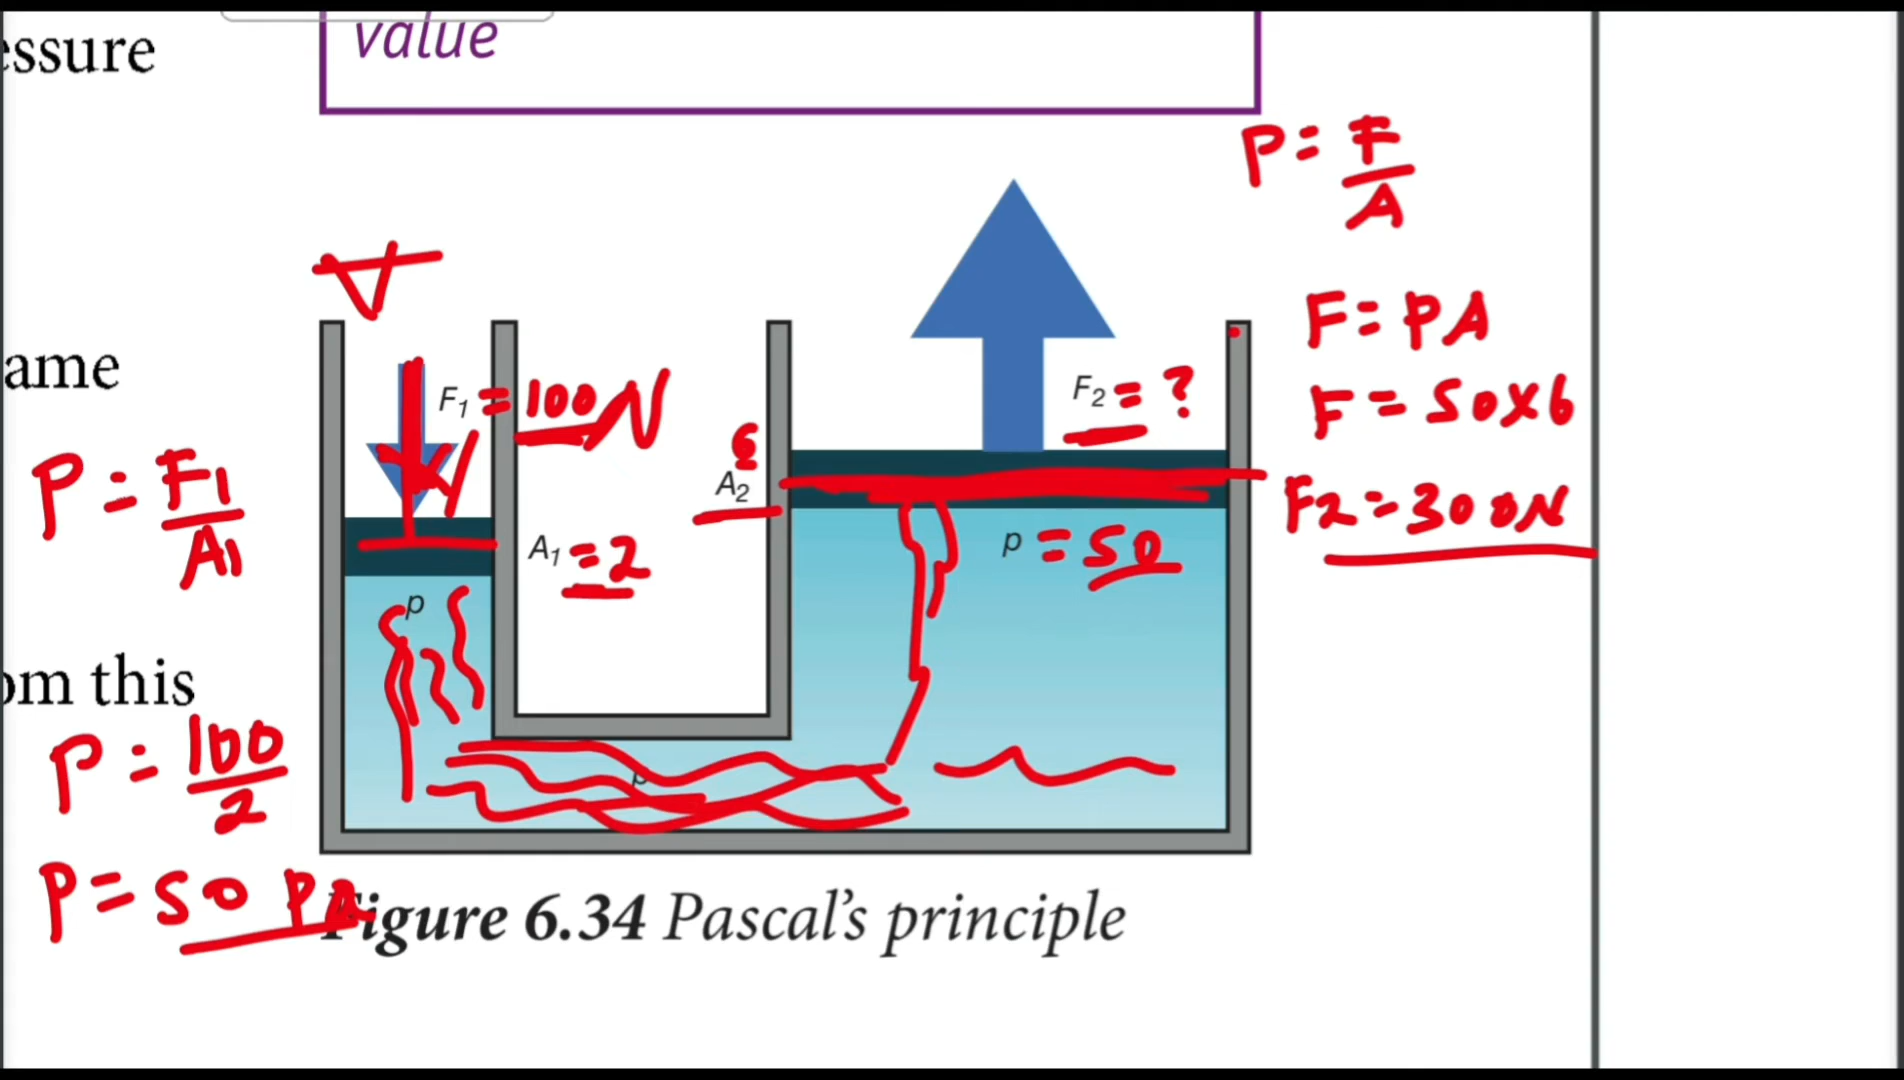 essure
value
P = F/A
F = PA
F1 = 100N
F2 = ?
F = 50x6
ame
6
A2
P = F1/A1
F2 = 300N
A1 = 2
p = 50
p
om this
P = 100/2
p
P = 50 Pa
Figure 6.34 Pascal's principle